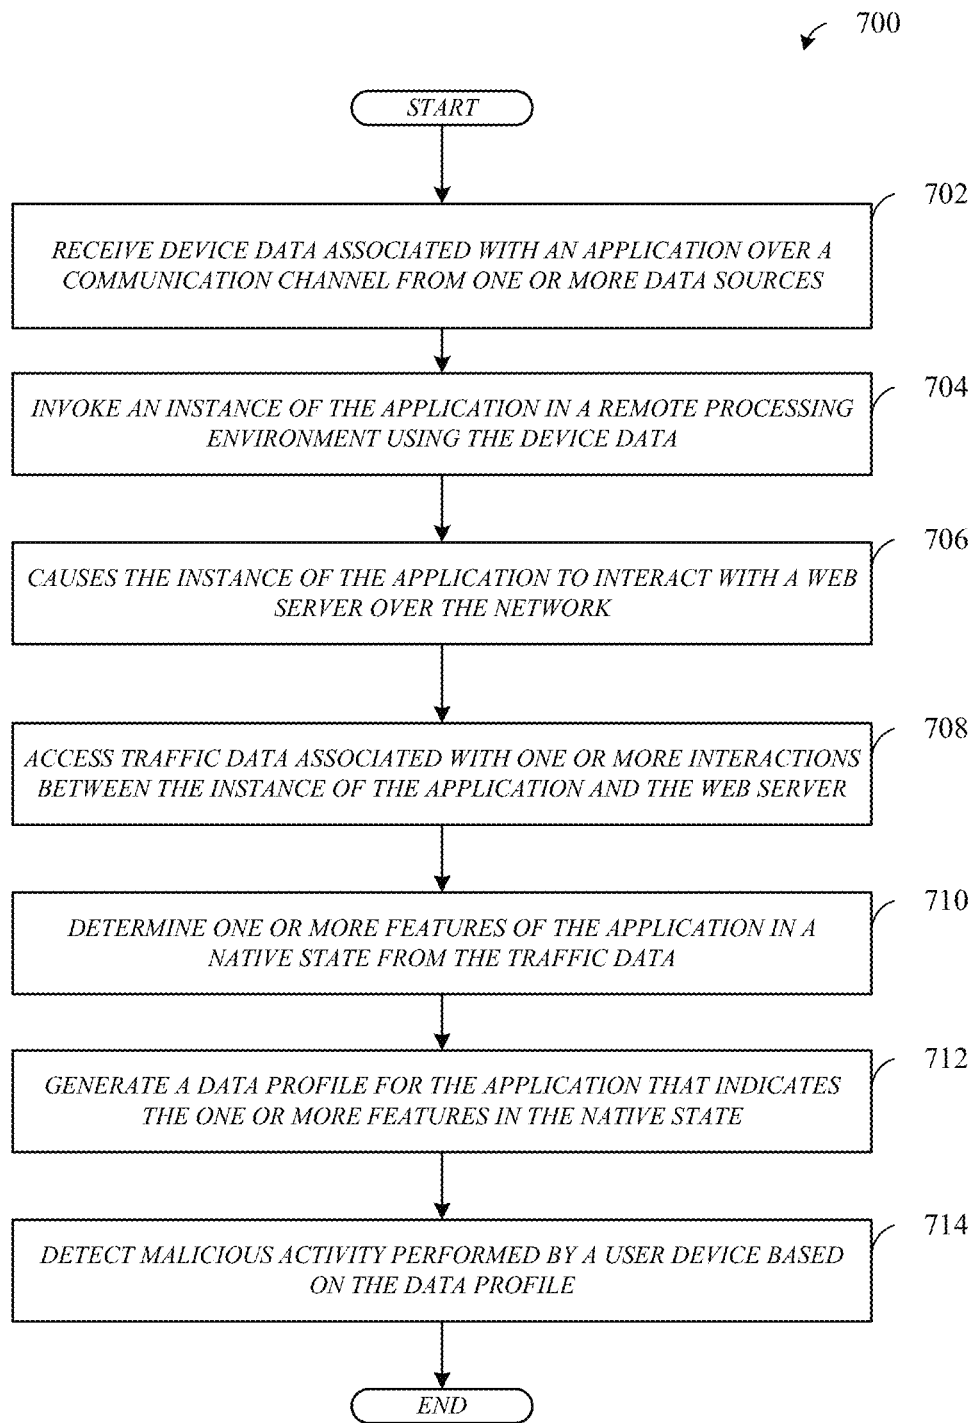 700
START
702
RECEIVE DEVICE DATA ASSOCIATED WITH AN APPLICATION OVER A
COMMUNICATION CHANNEL FROM ONE OR MORE DATA SOURCES
704
INVOKE AN INSTANCE OF THE APPLICATION IN A REMOTE PROCESSING
ENVIRONMENT USING THE DEVICE DATA
706
CAUSES THE INSTANCE OF THE APPLICATION TO INTERACT WITH A WEB
SERVER OVER THE NETWORK
708
ACCESS TRAFFIC DATA ASSOCIATED WITH ONE OR MORE INTERACTIONS
BETWEEN THE INSTANCE OF THE APPLICATION AND THE WEB SERVER
710
DETERMINE ONE OR MORE FEATURES OF THE APPLICATION IN A
NATIVE STATE FROM THE TRAFFIC DATA
712
GENERATE A DATA PROFILE FOR THE APPLICATION THAT INDICATES
THE ONE OR MORE FEATURES IN THE NATIVE STATE
714
DETECT MALICIOUS ACTIVITY PERFORMED BY A USER DEVICE BASED
ON THE DATA PROFILE
END